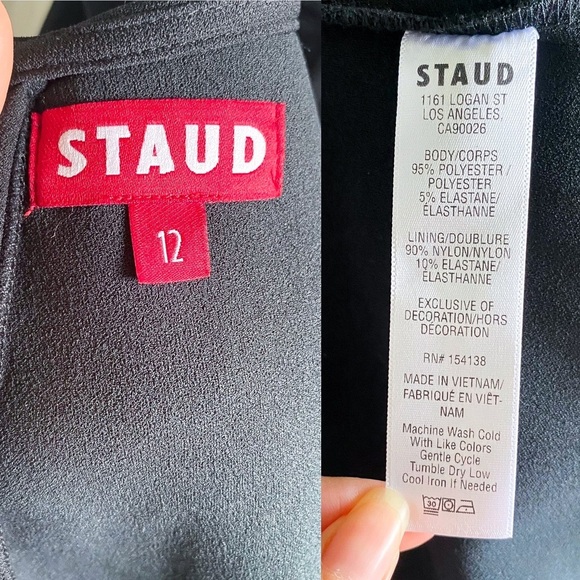 STAUD
12
STAUD
1161 LOGAN ST
LOS ANGELES,
CA90026
BODY/CORPS
95% POLYESTER /
POLYESTER
5% ELASTANE/
ÉLASTHANNE
LINING/DOUBLURE
90% NYLON/NYLON
10% ELASTANE/
ÉLASTHANNE
EXCLUSIVE OF
DECORATION/HORS
DÉCORATION
RN# 154138
MADE IN VIETNAM/
FABRIQUÉ EN VIÊT-
NAM
Machine Wash Cold
With Like Colors
Gentle Cycle
Tumble Dry Low
Cool Iron if Needed
30